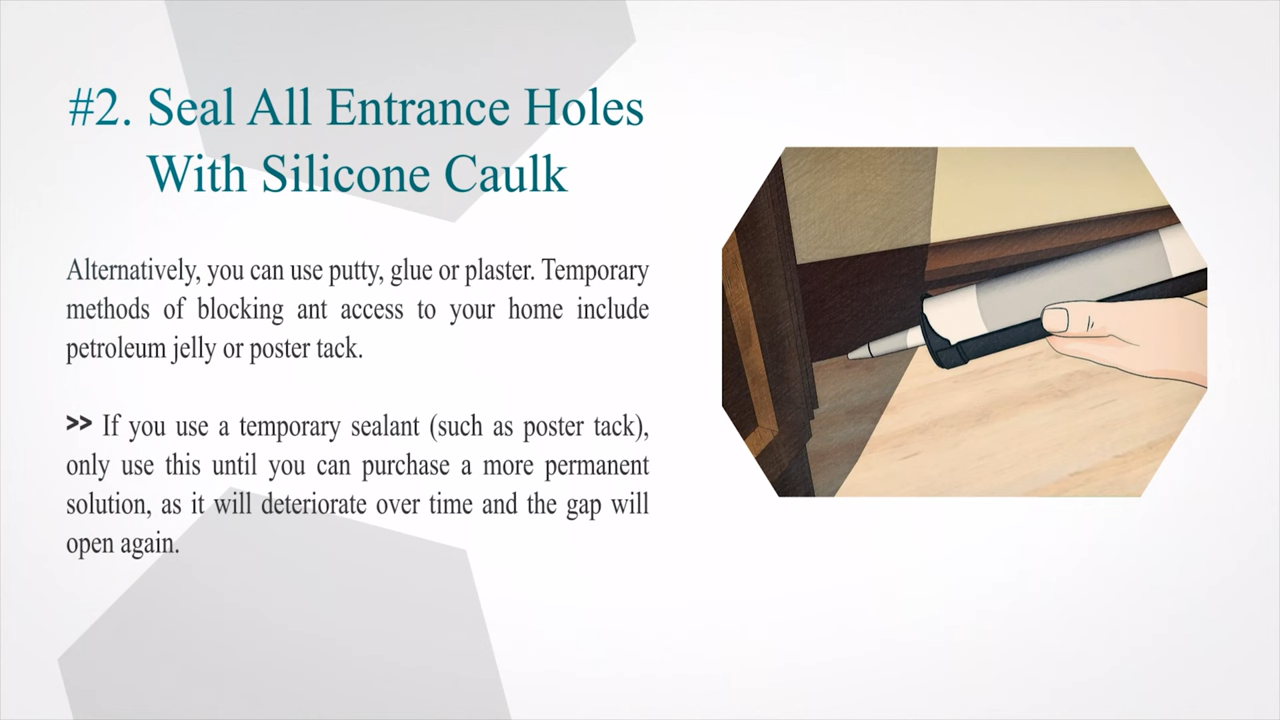 #2. Seal All Entrance Holes
With Silicone Caulk
Alternatively, you can use putty, glue or plaster. Temporary
methods of blocking ant access to your home include
petroleum jelly or poster tack.
>> If you use a temporary sealant (such as poster tack),
only use this until you can purchase a more permanent
solution, as it will deteriorate over time and the gap will
open again.